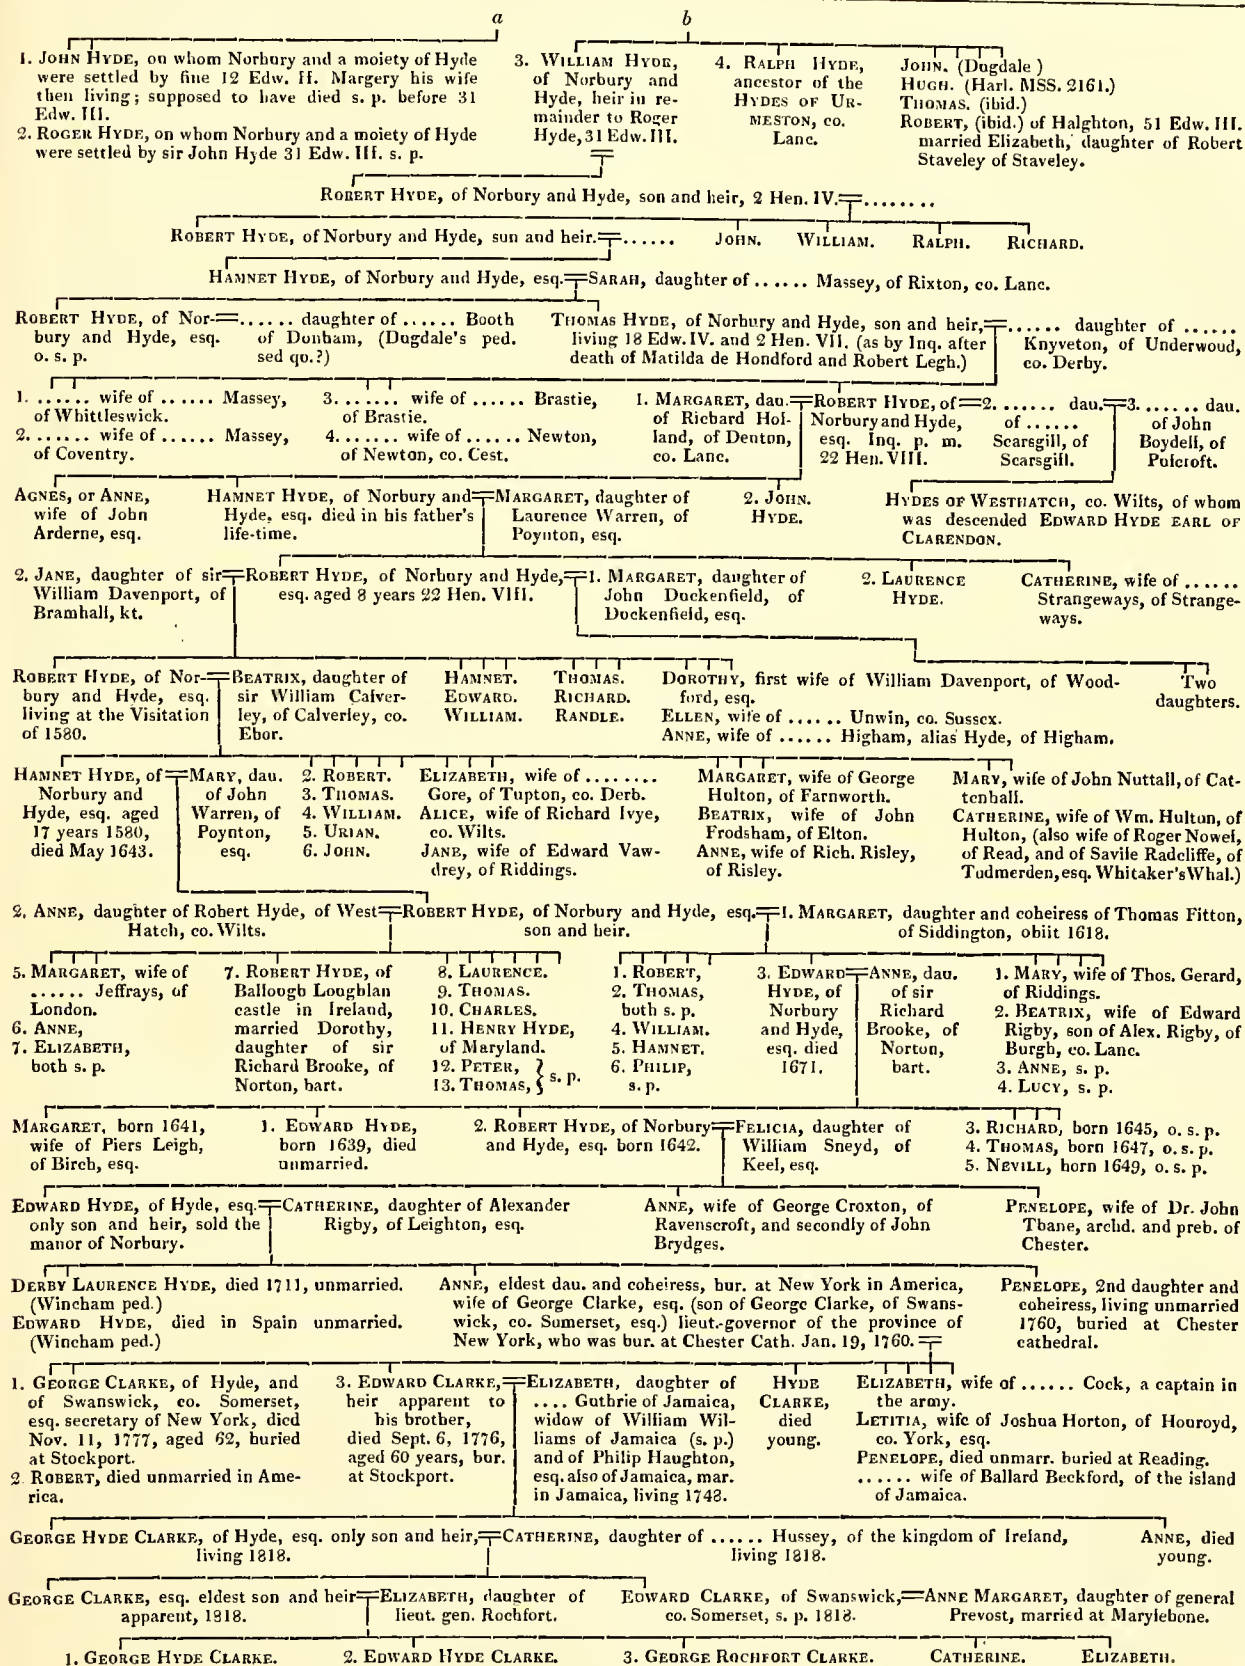 a
b
1. JOHN HYDE, on whom Norbury and a moiety of Hyde
were settled by fine 12 Edw. II. Margery his wife
then living; supposed to have died s. p. before 31
Edw. III.
2. ROGER HYDE, on whom Norbury and a moiety of Hyde
were settled by sir John Hyde 31 Edw. III. s. p.
3. WILLIAM HYDE,
of Norbury and
Hyde, heir in re-
mainder to Roger
Hyde, 31 Edw. III.
4. RALPH HYDE,
ancestor of the
HYDES OF UR-
MESTON, co.
Lanc.
JOHN. (Dugdale )
HUGH. (Harl. MSS. 2161.)
THOMAS. (ibid.)
ROBERT, (ibid.) of Halghton, 51 Edw. III.
married Elizabeth, daughter of Robert
Staveley of Staveley.
ROBERT HYDE, of Norbury and Hyde, son and heir, 2 Hen. IV.=........
ROBERT HYDE, of Norbury and Hyde, sun and heir.=...... JOHN. WILLIAM. RALPH. RICHARD.
HAMNET HYDE, of Norbury and Hyde, esq.=SARAH, daughter of ...... Massey, of Rixton, co. Lanc.
ROBERT HYDE, of Nor-
bury and Hyde, esq.
o. s. p.
=...... daughter of ...... Booth
of Dunham, (Dugdale's ped.
sed qu.?)
THOMAS HYDE, of Norbury and Hyde, son and heir,
living 18 Edw. IV. and 2 Hen. VII. (as by Inq. after
death of Matilda de Hondford and Robert Legh.)
=...... daughter of ......
Knyveton, of Underwoud,
co. Derby.
1. ...... wife of ...... Massey,
of Whittleswick.
2. ...... wife of ...... Massey,
of Coventry.
3. ...... wife of ...... Brastie,
of Brastie.
4. ...... wife of ...... Newton,
of Newton, co. Cest.
1. MARGARET, dau.
of Richard Hol-
land, of Denton,
co. Lanc.
=ROBERT HYDE, of
Norbury and Hyde,
esq. Inq. p. m.
22 Hen. VIII.
=2. ...... dau.
of ......
Scarsgill, of
Scarsgill.
=3. ...... dau.
of John
Boydell, of
Pulcroft.
AGNES, or ANNE,
wife of John
Arderne, esq.
HAMNET HYDE, of Norbury and
Hyde, esq. died in his father's
life-time.
=MARGARET, daughter of
Laurence Warren, of
Poynton, esq.
2. JOHN.
HYDE.
HYDES OF WESTHATCH, co. Wilts, of whom
was descended EDWARD HYDE EARL OF
CLARENDON.
2. JANE, daughter of sir
William Davenport, of
Bramhall, kt.
=ROBERT HYDE, of Norbury and Hyde,
esq. aged 8 years 22 Hen. VIII.
=1. MARGARET, daughter of
John Duckenfield, of
Duckenfield, esq.
2. LAURENCE
HYDE.
CATHERINE, wife of ......
Strangeways, of Strange-
ways.
ROBERT HYDE, of Nor-
bury and Hyde, esq.
living at the Visitation
of 1580.
=BEATRIX, daughter of
sir William Calver-
ley, of Calverley, co.
Ebor.
HAMNET.
EDWARD.
WILLIAM.
THOMAS.
RICHARD.
RANDLE.
DOROTHY, first wife of William Davenport, of Wood-
ford, esq.
ELLEN, wife of ...... Unwin, co. Sussex.
ANNE, wife of ...... Higham, alias Hyde, of Higham.
Two
daughters.
HAMNET HYDE, of
Norbury and
Hyde, esq. aged
17 years 1580,
died May 1643.
=MARY, dau.
of John
Warren, of
Poynton,
esq.
2. ROBERT.
3. THOMAS.
4. WILLIAM.
5. URIAN.
6. JOHN.
ELIZABETH, wife of ........
Gore, of Tupton, co. Derb.
ALICE, wife of Richard Ivye,
co. Wilts.
JANE, wife of Edward Vaw-
drey, of Riddings.
MARGARET, wife of George
Hulton, of Farnworth.
BEATRIX, wife of John
Frodsham, of Elton.
ANNE, wife of Rich. Risley,
of Risley.
MARY, wife of John Nuttall, of Cat-
tenhall.
CATHERINE, wife of Wm. Hulton, of
Hulton, (also wife of Roger Nowel,
of Read, and of Savile Radcliffe, of
Tudmerden, esq. Whitaker's Whal.)
2. ANNE, daughter of Robert Hyde, of West
Hatch, co. Wilts.
=ROBERT HYDE, of Norbury and Hyde, esq.
son and heir.
=1. MARGARET, daughter and coheiress of Thomas Fitton,
of Siddington, obiit 1618.
5. MARGARET, wife of
...... Jeffrays, of
London.
6. ANNE,
7. ELIZABETH,
both s. p.
7. ROBERT HYDE, of
Ballough Loughlan
castle in Ireland,
married Dorothy,
daughter of sir
Richard Brooke, of
Norton, bart.
8. LAURENCE.
9. THOMAS.
10. CHARLES.
11. HENRY HYDE,
of Maryland.
12. PETER,
13. THOMAS, } s. p.
1. ROBERT,
2. THOMAS,
both s. p.
4. WILLIAM.
5. HAMNET.
6. PHILIP,
s. p.
3. EDWARD
HYDE, of
Norbury
and Hyde,
esq. died
1671.
=ANNE, dau.
of sir
Richard
Brooke, of
Norton,
bart.
1. MARY, wife of Thos. Gerard,
of Riddings.
2. BEATRIX, wife of Edward
Rigby, son of Alex. Rigby, of
Burgh, co. Lanc.
3. ANNE, s. p.
4. LUCY, s. p.
MARGARET, born 1641,
wife of Piers Leigh,
of Birch, esq.
1. EDWARD HYDE,
born 1639, died
unmarried.
2. ROBERT HYDE, of Norbury
and Hyde, esq. born 1642.
=FELICIA, daughter of
William Sneyd, of
Keel, esq.
3. RICHARD, born 1645, o. s. p.
4. THOMAS, born 1647, o. s. p.
5. NEVILL, born 1649, o. s. p.
EDWARD HYDE, of Hyde, esq.
only son and heir, sold the
manor of Norbury.
=CATHERINE, daughter of Alexander
Rigby, of Leighton, esq.
ANNE, wife of George Croxton, of
Ravenscroft, and secondly of John
Brydges.
PENELOPE, wife of Dr. John
Thane, archd. and preb. of
Chester.
DERBY LAURENCE HYDE, died 1711, unmarried.
(Wincham ped.)
EDWARD HYDE, died in Spain unmarried.
(Wincham ped.)
ANNE, eldest dau. and coheiress, bur. at New York in America,
wife of George Clarke, esq. (son of George Clarke, of Swans-
wick, co. Somerset, esq.) lieut.-governor of the province of
New York, who was bur. at Chester Cath. Jan. 19, 1760.=
PENELOPE, 2nd daughter and
coheiress, living unmarried
1760, buried at Chester
cathedral.
1. GEORGE CLARKE, of Hyde, and
of Swanswick, co. Somerset,
esq. secretary of New York, died
Nov. 11, 1777, aged 62, buried
at Stockport.
2. ROBERT, died unmarried in Ame-
rica.
3. EDWARD CLARKE,
heir apparent to
his brother,
died Sept. 6, 1776,
aged 60 years, bur.
at Stockport.
=ELIZABETH, daughter of
.... Guthrie of Jamaica,
widow of William Wil-
liams of Jamaica (s. p.)
and of Philip Haughton,
esq. also of Jamaica, mar.
in Jamaica, living 1748.
HYDE
CLARKE,
died
young.
ELIZABETH, wife of ...... Cock, a captain in
the army.
LETITIA, wife of Joshua Horton, of Houroyd,
co. York, esq.
PENELOPE, died unmarr. buried at Reading.
...... wife of Ballard Beckford, of the island
of Jamaica.
GEORGE HYDE CLARKE, of Hyde, esq. only son and heir,
living 1818.
=CATHERINE, daughter of ...... Hussey, of the kingdom of Ireland,
living 1818.
ANNE, died
young.
GEORGE CLARKE, esq. eldest son and heir
apparent, 1818.
=ELIZABETH, daughter of
lieut. gen. Rochfort.
EDWARD CLARKE, of Swanswick,
co. Somerset, s. p. 1818.
=ANNE MARGARET, daughter of general
Prevost, married at Marylebone.
1. GEORGE HYDE CLARKE. 2. EDWARD HYDE CLARKE. 3. GEORGE ROCHFORT CLARKE. CATHERINE. ELIZABETH.